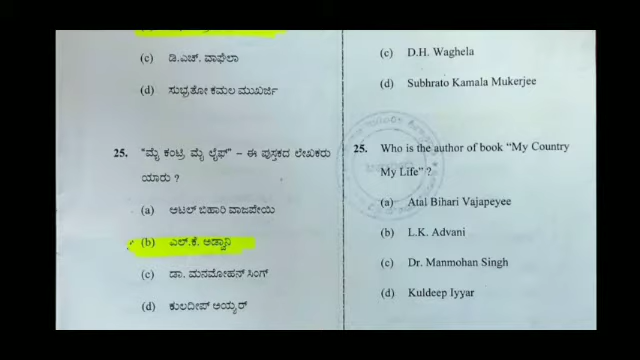 (c) ಡಿ.ಎಚ್. ವಾಘೆಲಾ
(d) ಸುಭ್ರತೋ ಕಮಲ ಮುಖರ್ಜಿ
25. "ಮೈ ಕಂಟ್ರಿ ಮೈ ಲೈಫ್" – ಈ ಪುಸ್ತಕದ ಲೇಖಕರು
ಯಾರು ?
(a) ಅಟಲ್ ಬಿಹಾರಿ ವಾಜಪೇಯಿ
(b) ಎಲ್.ಕೆ. ಅಡ್ವಾನಿ
(c) ಡಾ. ಮನಮೋಹನ್ ಸಿಂಗ್
(d) ಕುಲದೀಪ್ ಅಯ್ಯರ್
(c) D.H. Waghela
(d) Subhrato Kamala Mukerjee
25. Who is the author of book "My Country
My Life" ?
(a) Atal Bihari Vajapeyee
(b) L.K. Advani
(c) Dr. Manmohan Singh
(d) Kuldeep Iyyar